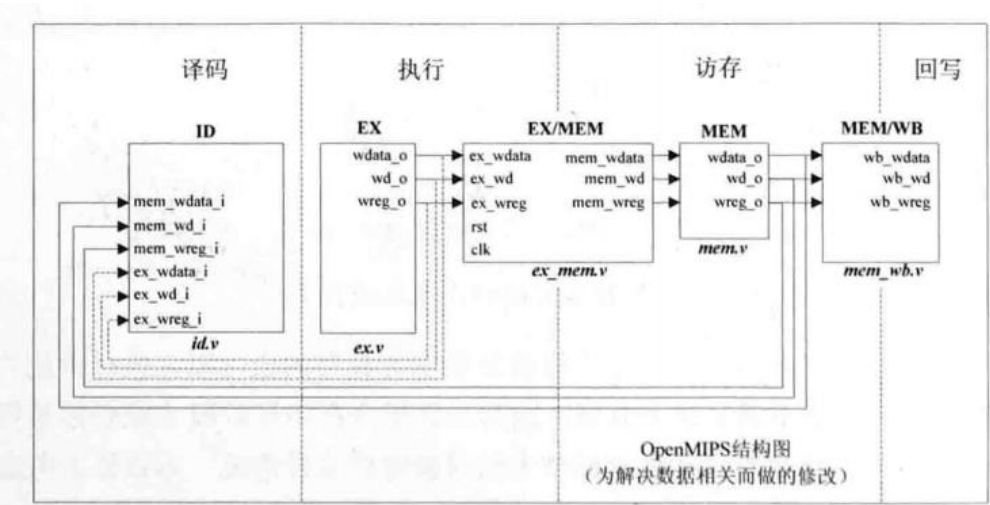 译码
执行
访存
回写
ID
mem_wdata_i
mem_wd_i
mem_wreg_i
ex_wdata_i
ex_wd_i
ex_wreg_i
id.v
EX
wdata_o
wd_o
wreg_o
ex.v
EX/MEM
ex_wdata mem_wdata
ex_wd mem_wd
ex_wreg mem_wreg
rst
clk
ex_mem.v
MEM
wdata_o
wd_o
wreg_o
mem.v
MEM/WB
wb_wdata
wb_wd
wb_wreg
mem_wb.v
OpenMIPS结构图
（为解决数据相关而做的修改）